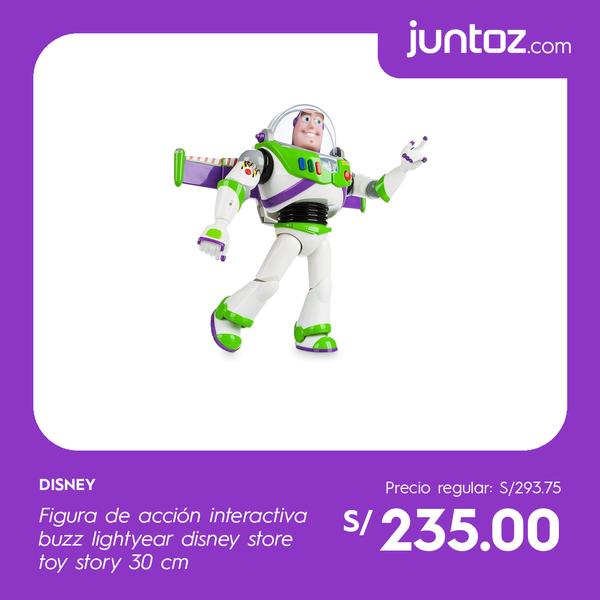 juntoz.com
DISNEY
Figura de acción interactiva
buzz lightyear disney store
toy story 30 cm
Precio regular: S/293.75
S/ 235.00